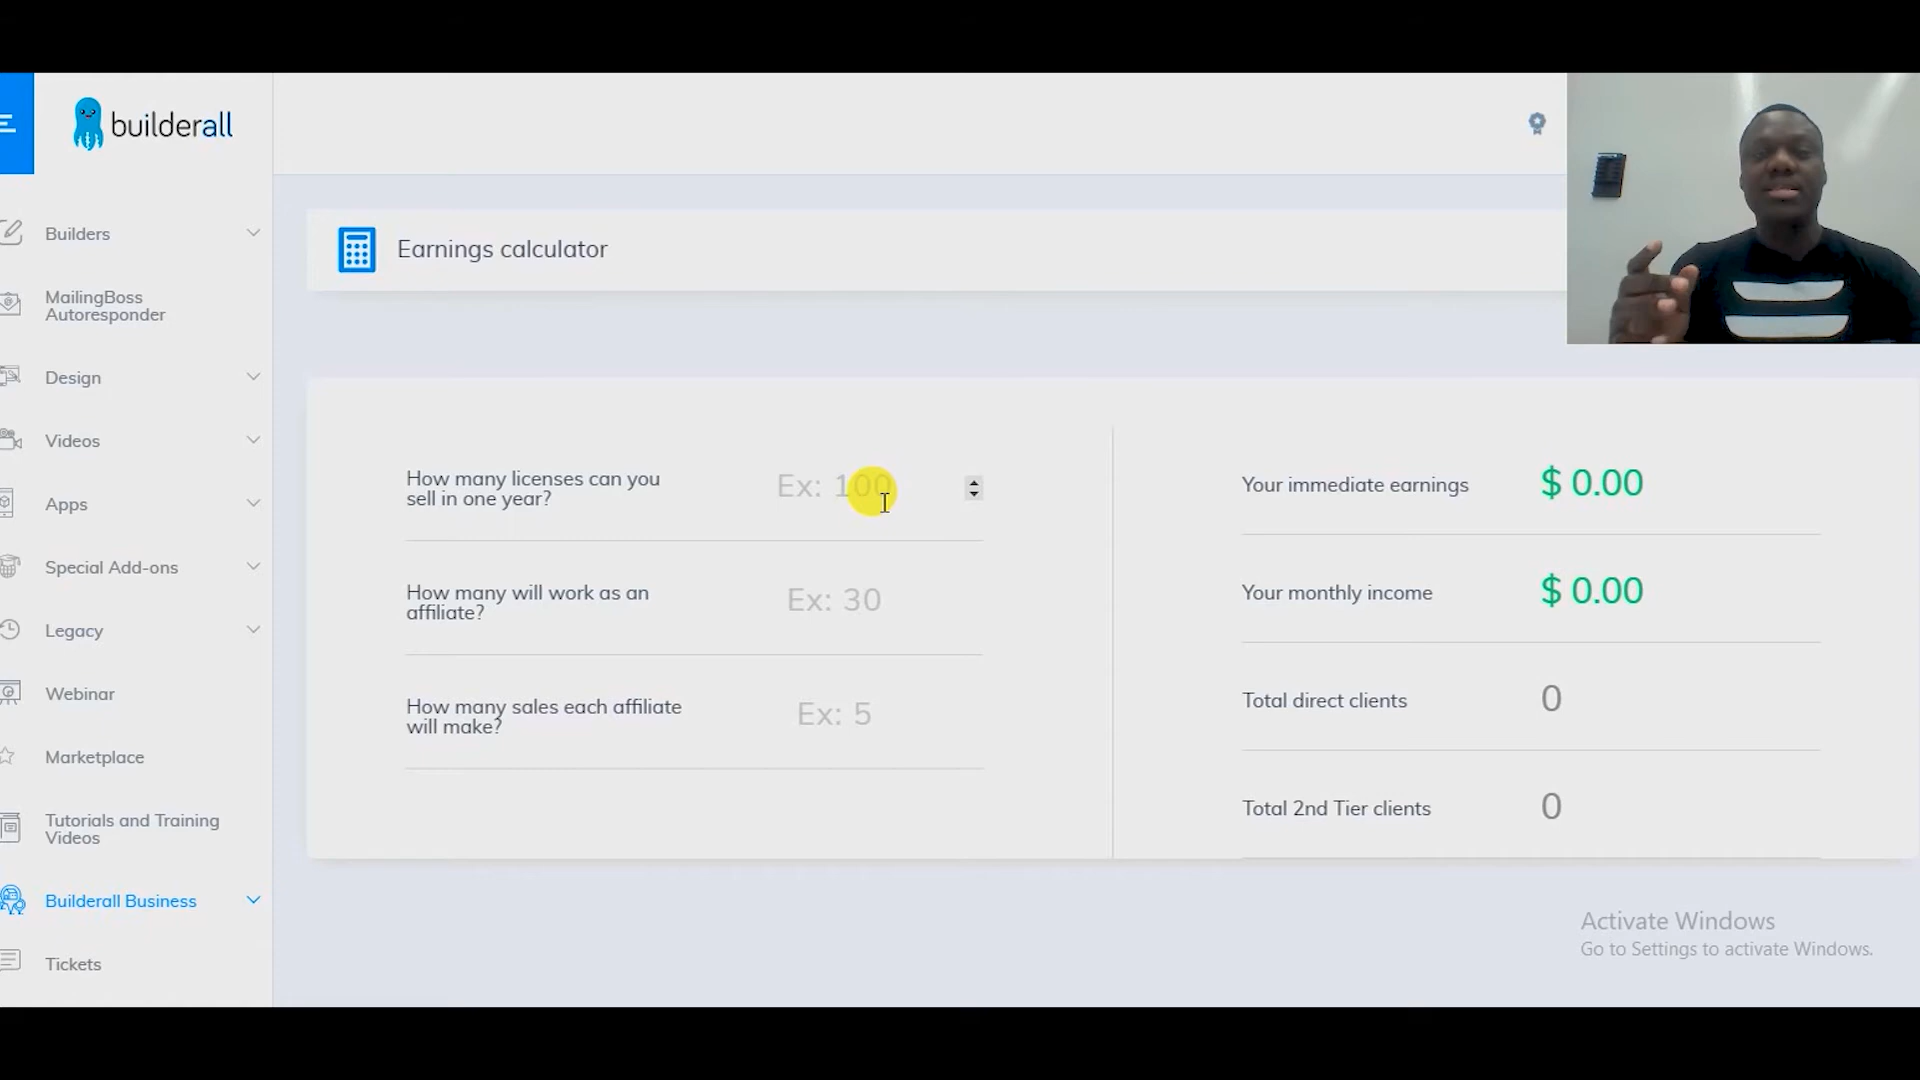 builderall
Builders
MailingBoss
Autoresponder
Design
Videos
Apps
Special Add-ons
Legacy
Webinar
Marketplace
Tutorials and Training
Videos
Builderall Business
Tickets
Earnings calculator
How many licenses can you
sell in one year?
Ex: 100
How many will work as an
affiliate?
Ex: 30
How many sales each affiliate
will make?
Ex: 5
Your immediate earnings
$ 0.00
Your monthly income
$ 0.00
Total direct clients
0
Total 2nd Tier clients
0
Activate Windows
Go to Settings to activate Windows.